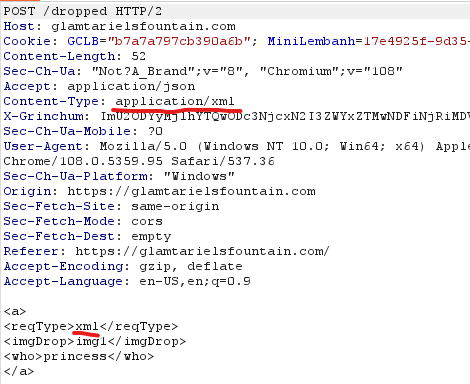 POST /dropped HTTP/2
Host: glamtarielsfountain.com
Cookie: GCLB="b7a7a797cb390a6b"; MiniLembanh=17e4925f-9d35-
Content-Length: 52
Sec-Ch-Ua: "Not?A_Brand";v="8", "Chromium";v="108"
Accept: application/json
Content-Type: application/xml
X-Grinchum:
Sec-Ch-Ua-Mobile: ?0
User-Agent: Mozilla/5.0 (Windows NT 10.0; Win64; x64) Apple
Chrome/108.0.5359.95 Safari/537.36
Sec-Ch-Ua-Platform: "Windows"
Origin: https://glamtarielsfountain.com
Sec-Fetch-Site: same-origin
Sec-Fetch-Mode: cors
Sec-Fetch-Dest: empty
Referer: https://glamtarielsfountain.com/
Accept-Encoding: gzip, deflate
Accept-Language: en-US,en;q=0.9
<a>
<reqType>xml</reqType>
<imgDrop>img1</imgDrop>
<who>princess</who>
</a>